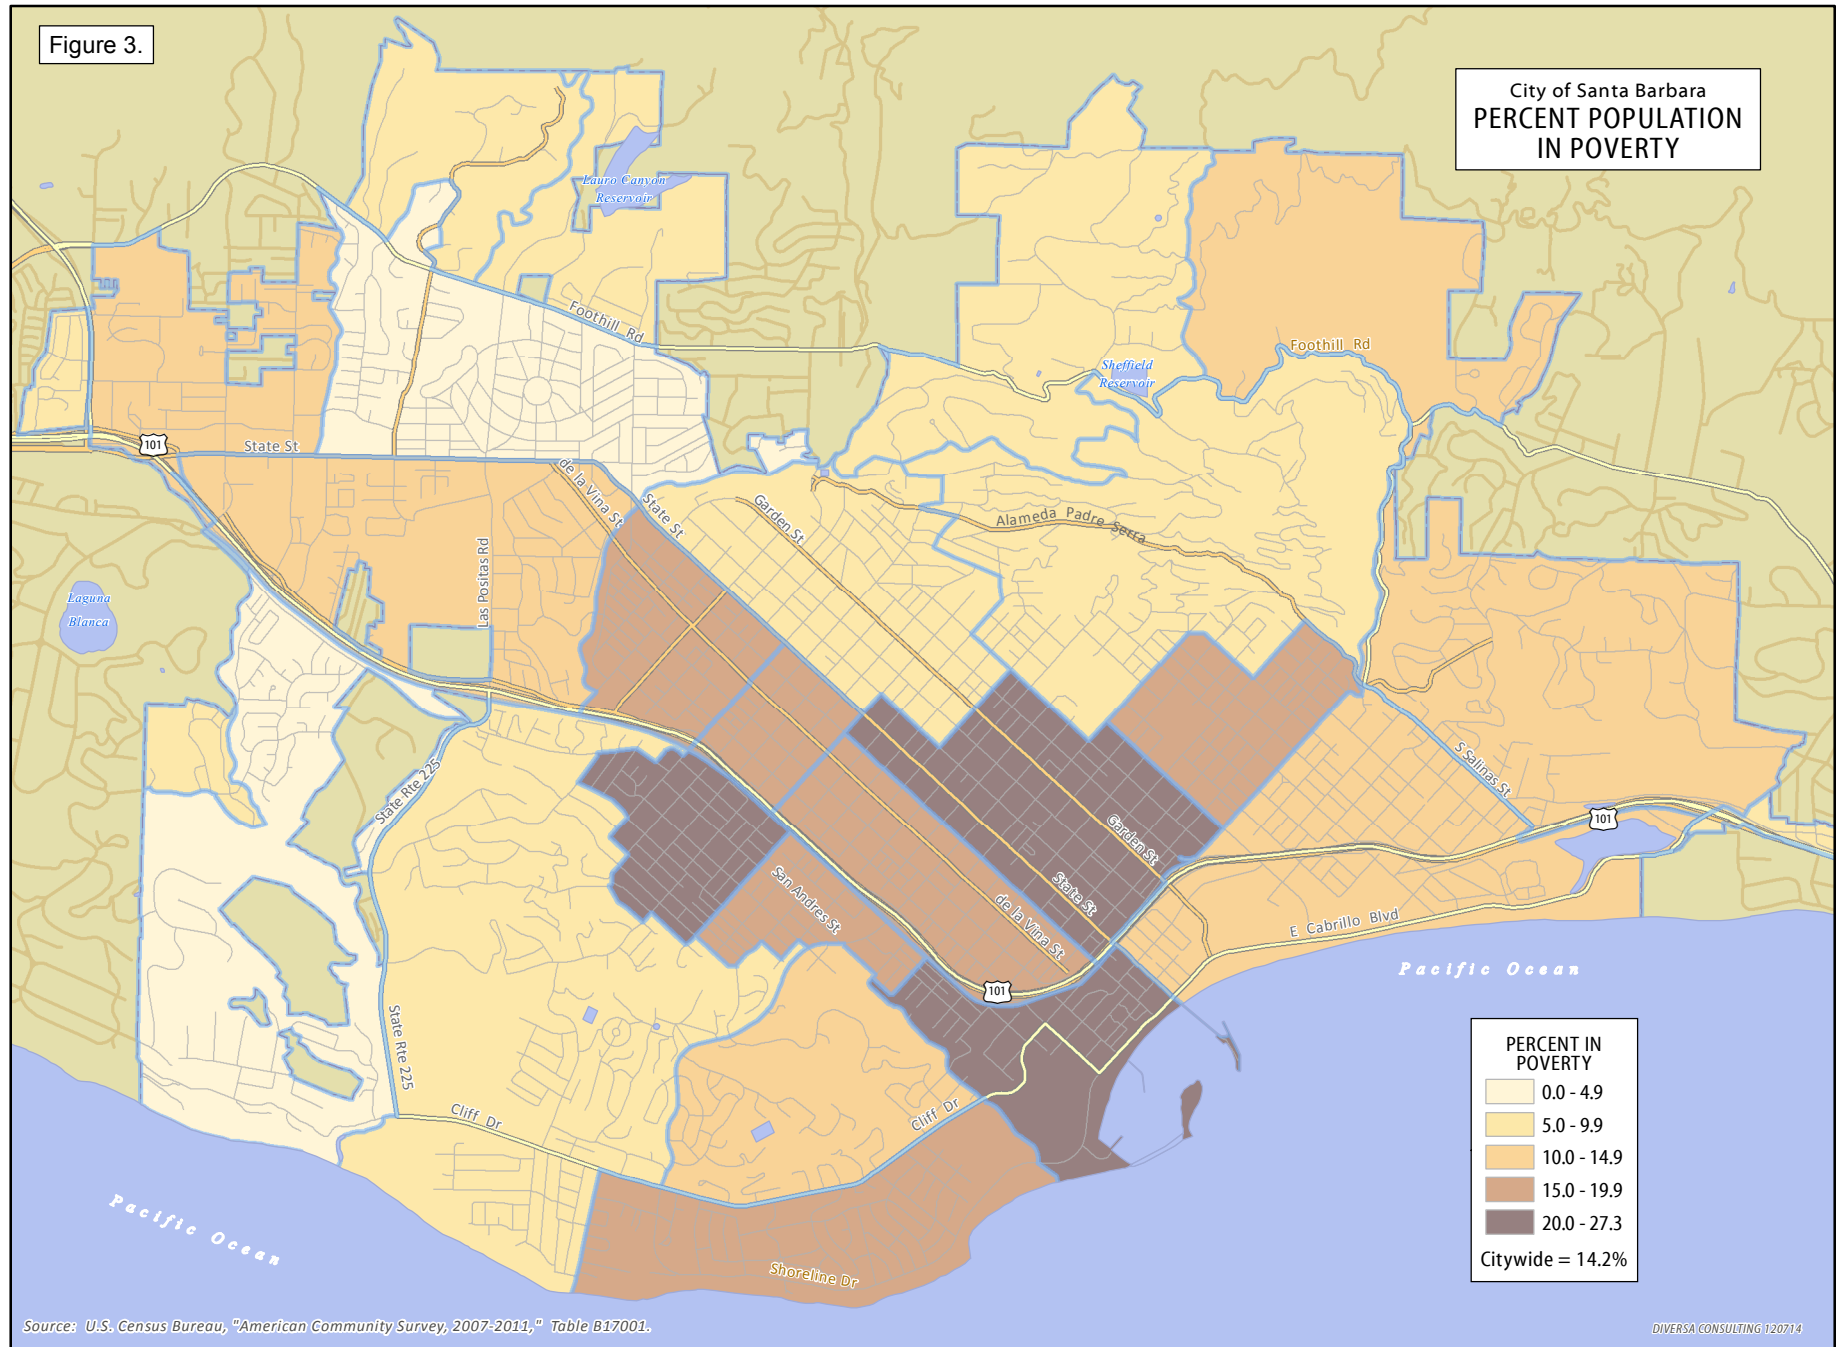 Figure 3.
City of Santa Barbara
PERCENT POPULATION
IN POVERTY
Lauro Canyon
Reservoir
Foothill Rd
Foothill Rd
Sheffield
Reservoir
101
State St
de la Vina St
State St
Garden St
Alameda Padre Serra
Las Positas Rd
Laguna
Blanca
State Rte 225
S Salinas St
101
Garden St
State St
San Andres St
de la Vina St
E Cabrillo Blvd
Pacific Ocean
101
State Rte 225
Cliff Dr
Cliff Dr
Shoreline Dr
Pacific Ocean
PERCENT IN
POVERTY
0.0 - 4.9
5.0 - 9.9
10.0 - 14.9
15.0 - 19.9
20.0 - 27.3
Citywide = 14.2%
Source: U.S. Census Bureau, "American Community Survey, 2007-2011," Table B17001.
DIVERSA CONSULTING 120714